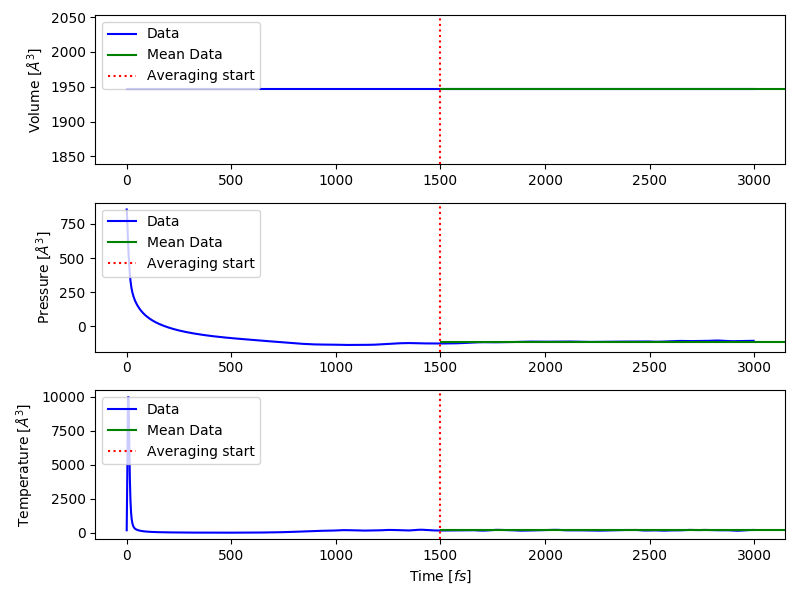 2050
2000
1950
1900
1850
Volume [Å³]
Data
Mean Data
Averaging start
0 500 1000 1500 2000 2500 3000
750
500
250
0
Pressure [Å³]
Data
Mean Data
Averaging start
0 500 1000 1500 2000 2500 3000
10000
7500
5000
2500
0
Temperature [Å³]
Data
Mean Data
Averaging start
0 500 1000 1500 2000 2500 3000
Time [fs]